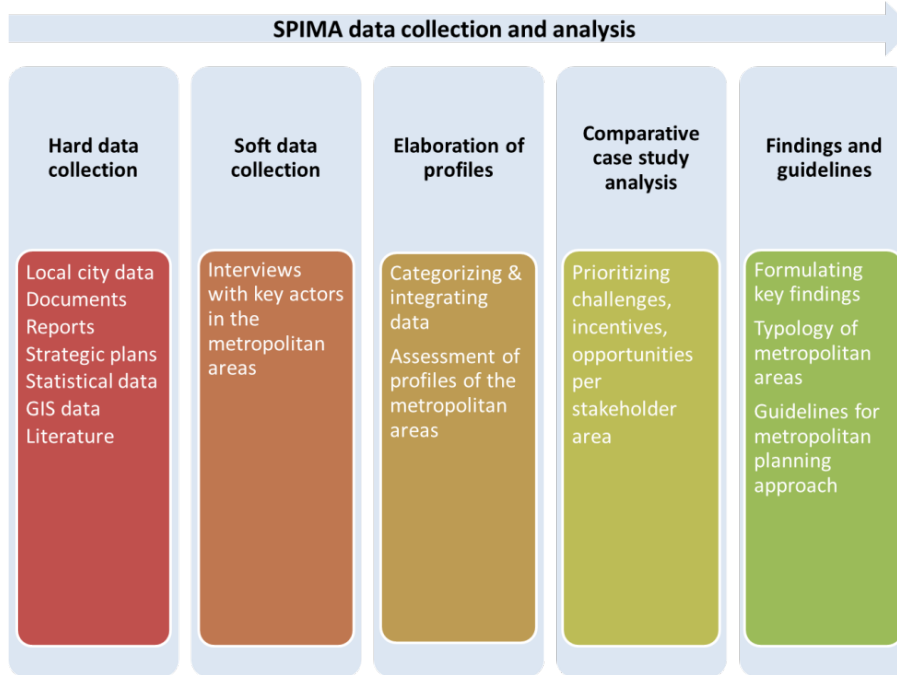 SPIMA data collection and analysis
Hard data
collection
Local city data
Documents
Reports
Strategic plans
Statistical data
GIS data
Literature
Soft data
collection
Interviews
with key actors
in the
metropolitan
areas
Elaboration of
profiles
Categorizing &
integrating
data
Assessment of
profiles of the
metropolitan
areas
Comparative
case study
analysis
Prioritizing
challenges,
incentives,
opportunities
per
stakeholder
area
Findings and
guidelines
Formulating
key findings
Typology of
metropolitan
areas
Guidelines for
metropolitan
planning
approach